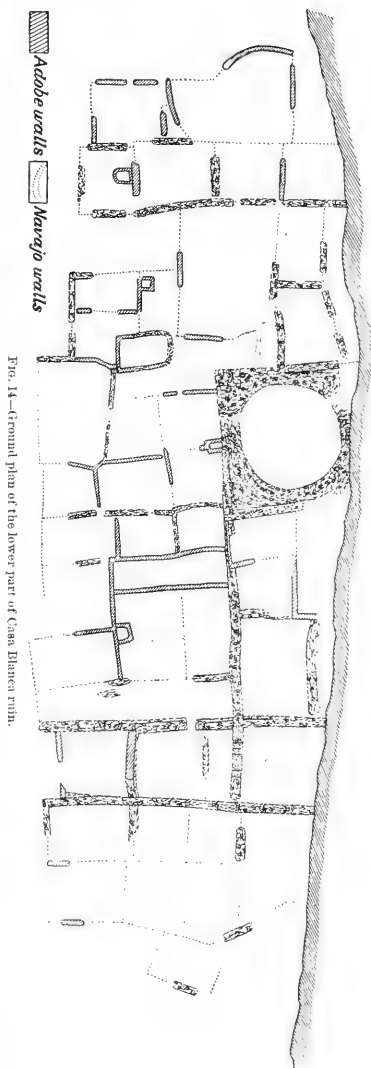 Adobe walls Navajo walls
FIG. 14—Ground plan of the lower part of Casa Blanca ruin.